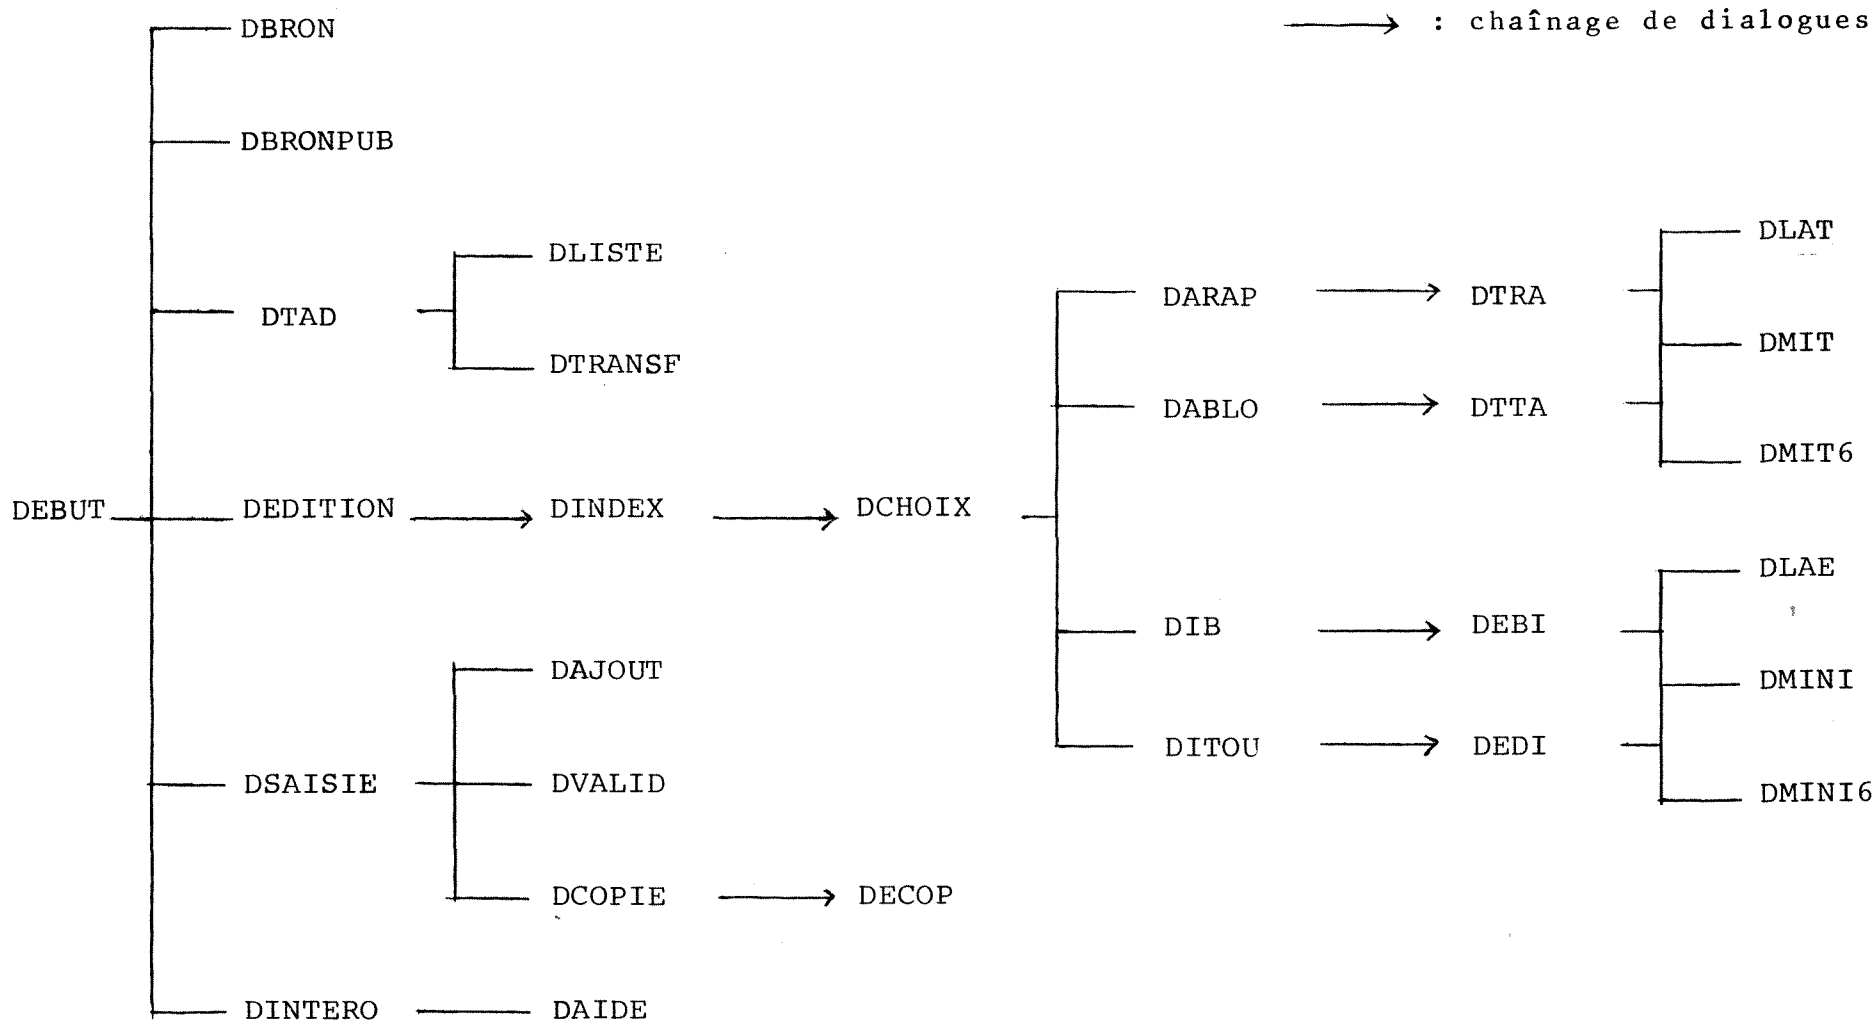 DBRON
⟶ : chaînage de dialogues
DBRONPUB
DLISTE
DLAT
DTAD
DARAP ⟶ DTRA
DTRANSF
DMIT
DABLO ⟶ DTTA
DMIT6
DEBUT DEDITION ⟶ DINDEX ⟶ DCHOIX
DLAE
DIB ⟶ DEBI
DAJOUT
DMINI
DITOU ⟶ DEDI
DSAISIE DVALID
DMINI6
DCOPIE ⟶ DECOP
DINTERO DAIDE